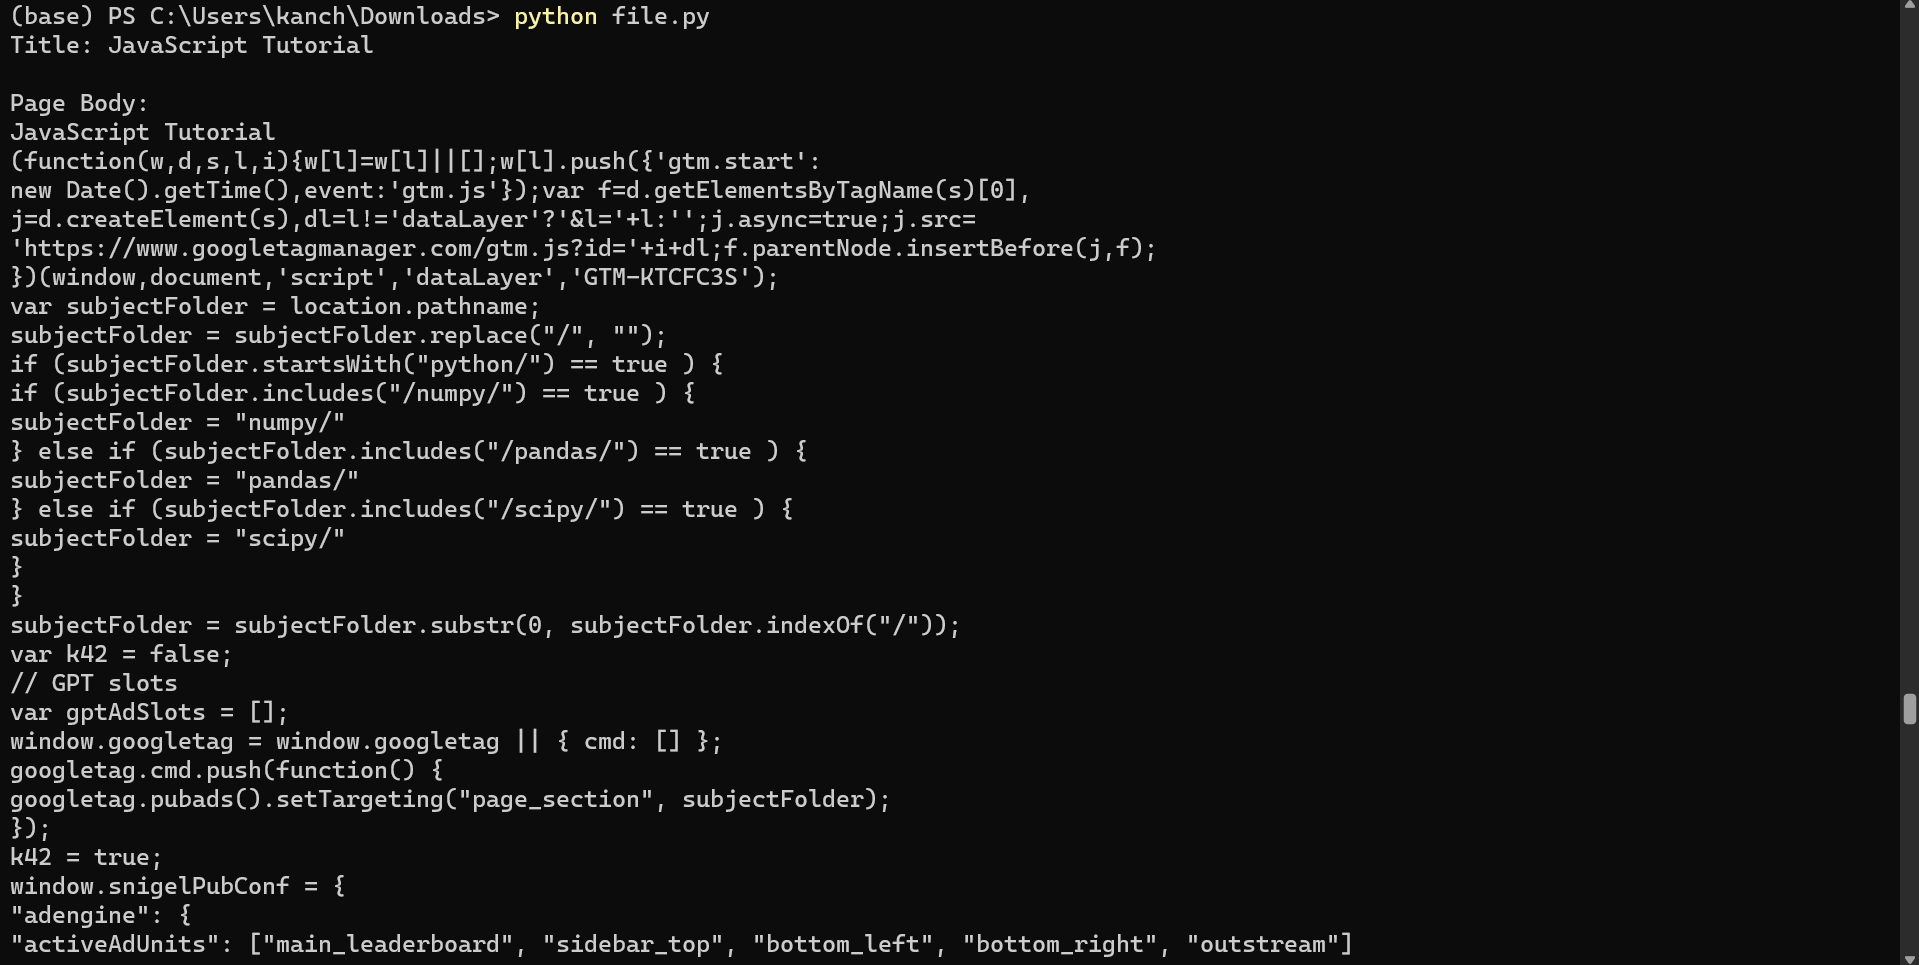 (base) PS C:\Users\kanch\Downloads> python file.py
Title: JavaScript Tutorial
Page Body:
JavaScript Tutorial
(function(w,d,s,l,i){w[l]=w[l]||[];w[l].push({'gtm.start':
new Date().getTime(),event:'gtm.js'});var f=d.getElementsByTagName(s)[0],
j=d.createElement(s),dl=l!='dataLayer'?'&l='+l:'';j.async=true;j.src=
'https://www.googletagmanager.com/gtm.js?id='+i+dl;f.parentNode.insertBefore(j,f);
})(window,document,'script','dataLayer','GTM-KTCFC3S');
var subjectFolder = location.pathname;
subjectFolder = subjectFolder.replace("/", "");
if (subjectFolder.startsWith("python/") == true ) {
if (subjectFolder.includes("/numpy/") == true ) {
subjectFolder = "numpy/"
} else if (subjectFolder.includes("/pandas/") == true ) {
subjectFolder = "pandas/"
} else if (subjectFolder.includes("/scipy/") == true ) {
subjectFolder = "scipy/"
}
}
subjectFolder = subjectFolder.substr(0, subjectFolder.indexOf("/"));
var k42 = false;
// GPT slots
var gptAdSlots = [];
window.googletag = window.googletag || { cmd: [] };
googletag.cmd.push(function() {
googletag.pubads().setTargeting("page_section", subjectFolder);
});
k42 = true;
window.snigelPubConf = {
"adengine": {
"activeAdUnits": ["main_leaderboard", "sidebar_top", "bottom_left", "bottom_right", "outstream"]